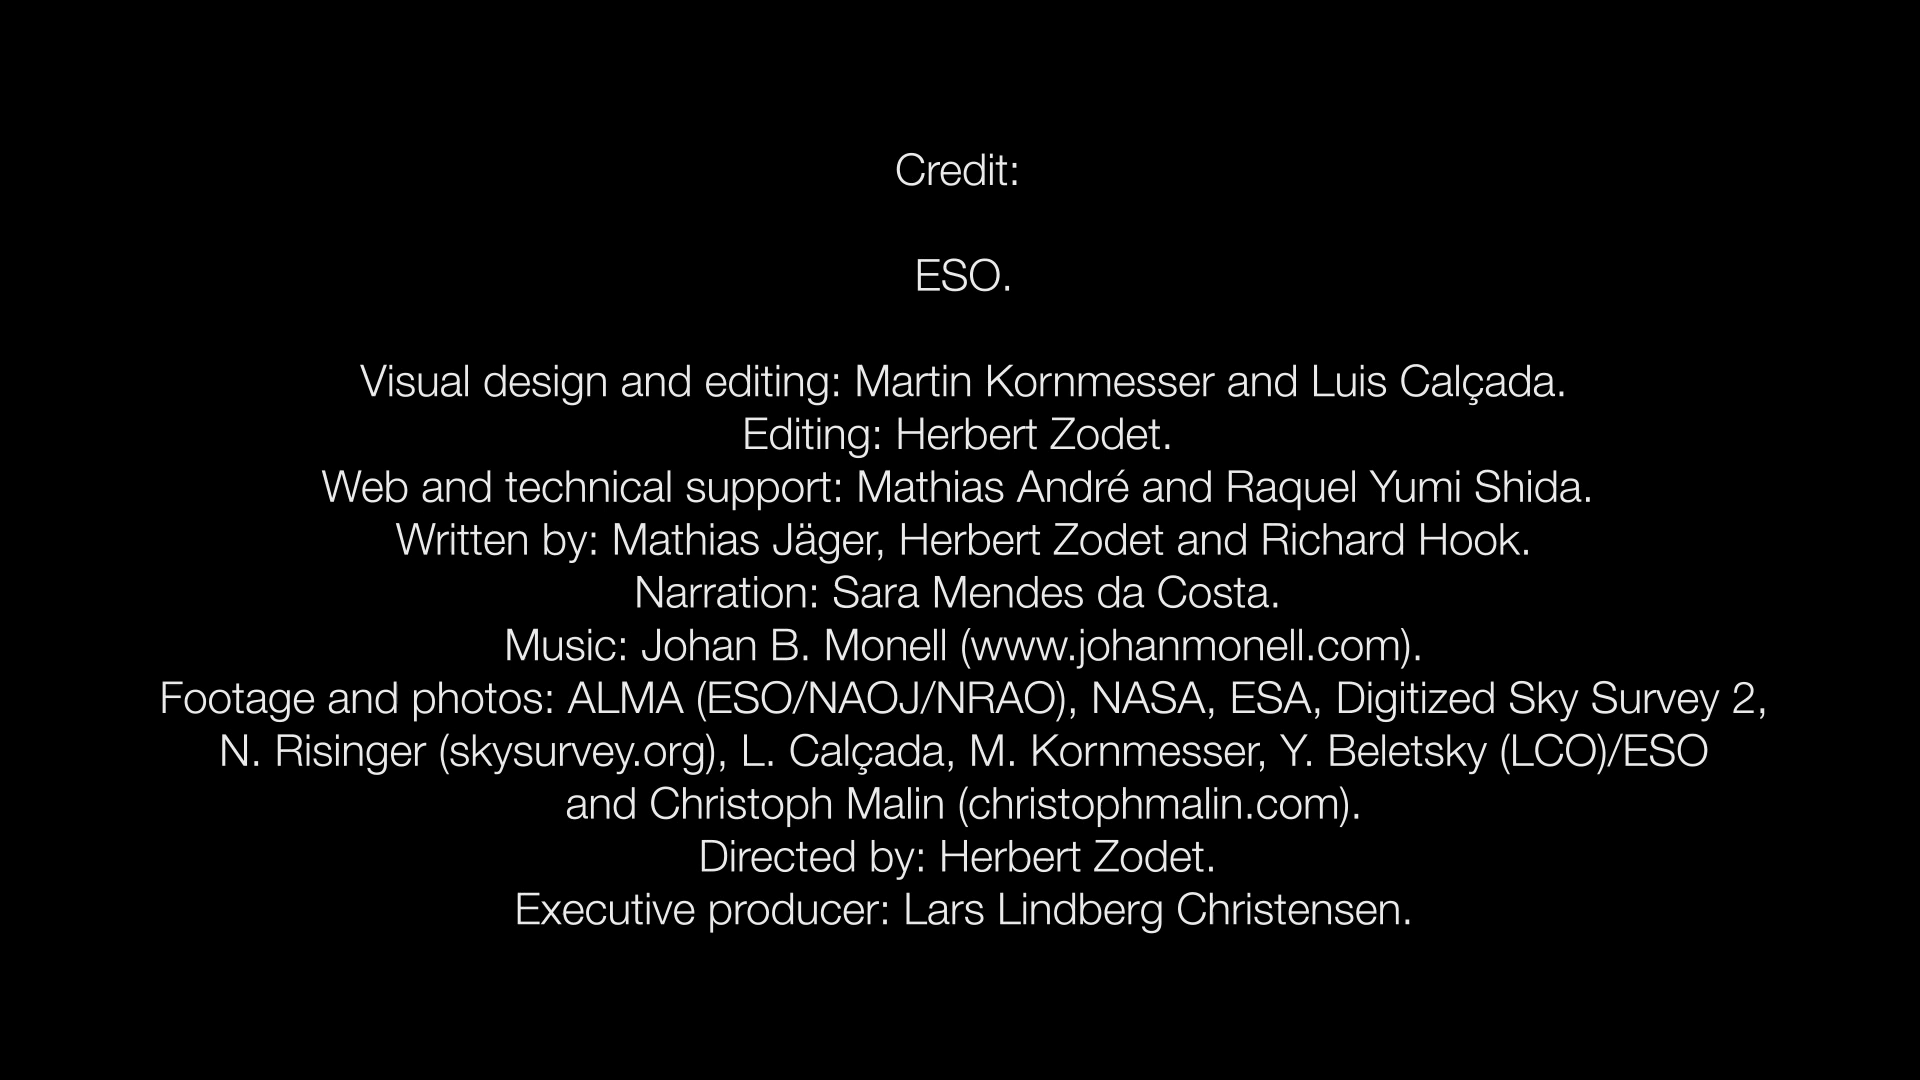 Credit:
ESO.
Visual design and editing: Martin Kornmesser and Luis Calçada.
Editing: Herbert Zodet.
Web and technical support: Mathias André and Raquel Yumi Shida.
Written by: Mathias Jäger, Herbert Zodet and Richard Hook.
Narration: Sara Mendes da Costa.
Music: Johan B. Monell (www.johanmonell.com).
Footage and photos: ALMA (ESO/NAOJ/NRAO), NASA, ESA, Digitized Sky Survey 2,
N. Risinger (skysurvey.org), L. Calçada, M. Kornmesser, Y. Beletsky (LCO)/ESO
and Christoph Malin (christophmalin.com).
Directed by: Herbert Zodet.
Executive producer: Lars Lindberg Christensen.